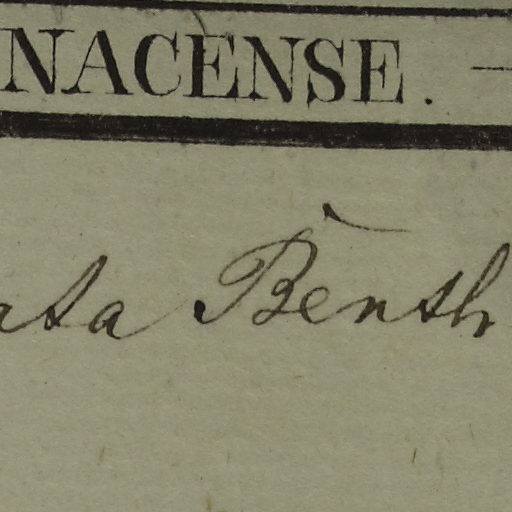 NACENSE. —
ata Benth